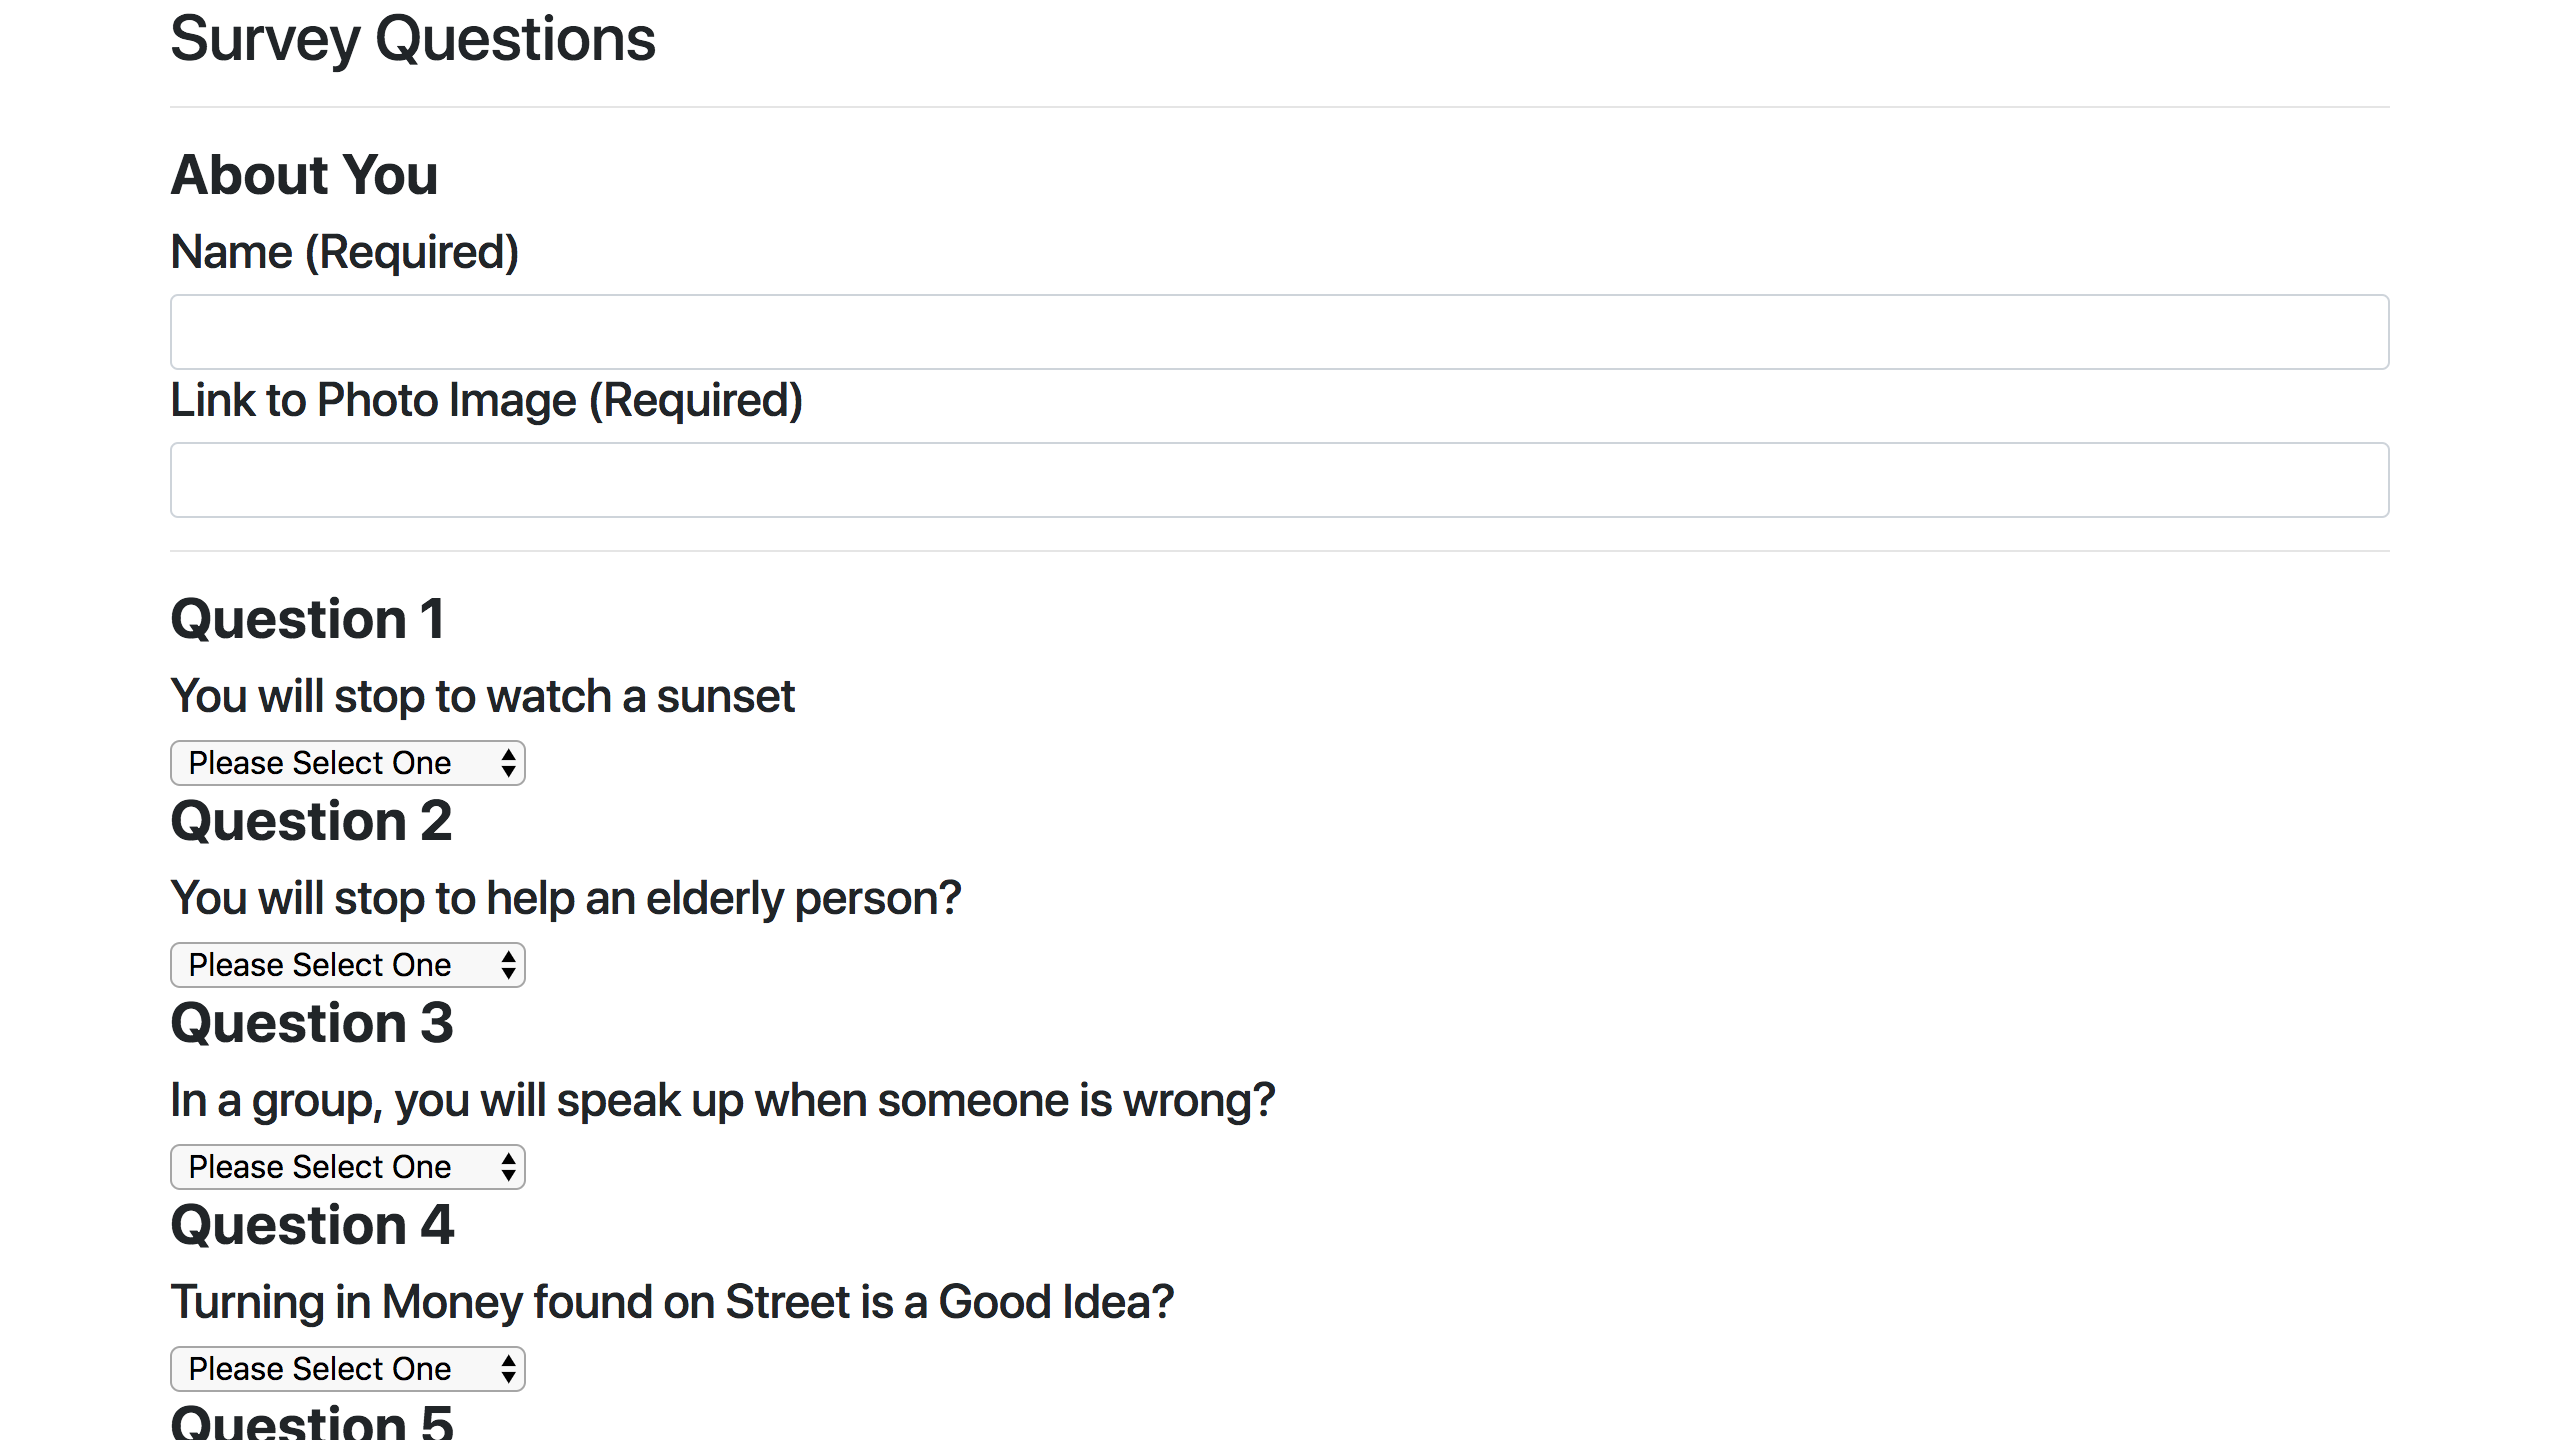 Survey Questions
About You
Name (Required)
Link to Photo Image (Required)
Question 1
You will stop to watch a sunset
Please Select One
Question 2
You will stop to help an elderly person?
Please Select One
Question 3
In a group, you will speak up when someone is wrong?
Please Select One
Question 4
Turning in Money found on Street is a Good Idea?
Please Select One
Question 5